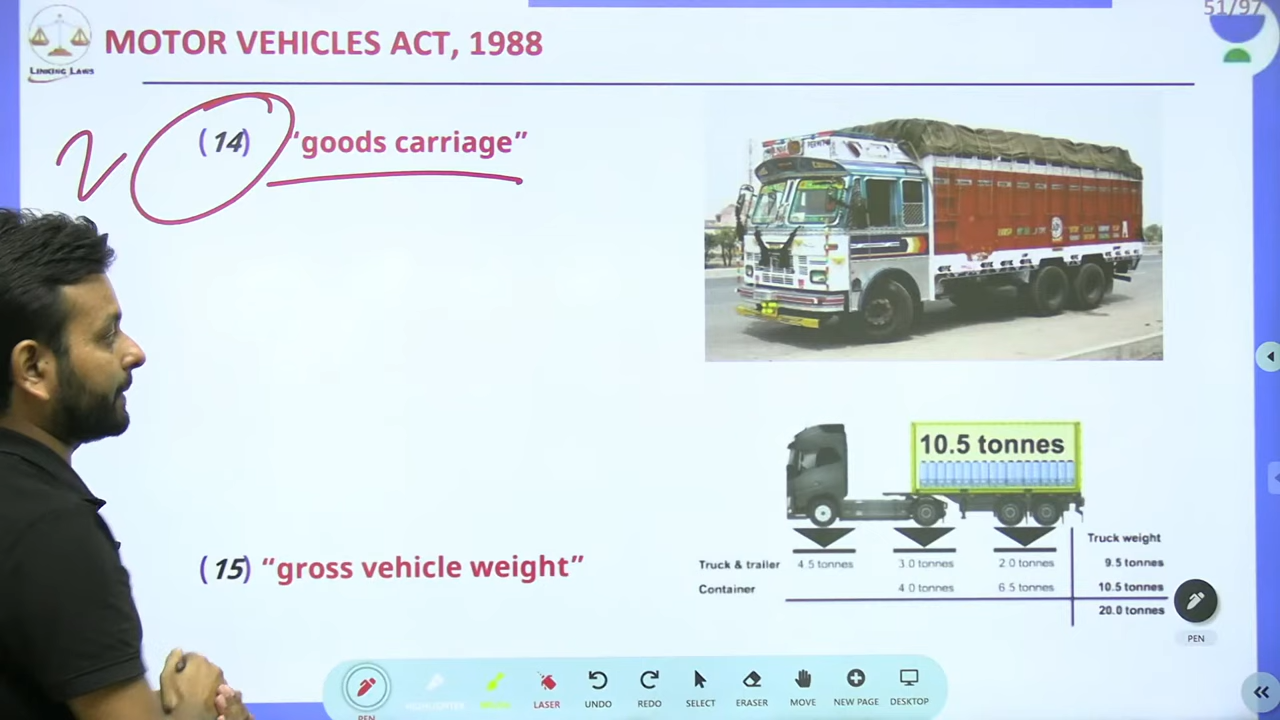 51/97
LINKING LAWS
MOTOR VEHICLES ACT, 1988
2 (14) "goods carriage"
A
10.5 tonnes
Truck weight
Truck & trailer 4.5 tonnes 3.0 tonnes 2.0 tonnes 9.5 tonnes
Container 4.0 tonnes 6.5 tonnes 10.5 tonnes
20.0 tonnes
(15) "gross vehicle weight"
PEN
PEN HIGHLIGHTER LASER UNDO REDO SELECT ERASER MOVE NEW PAGE DESKTOP